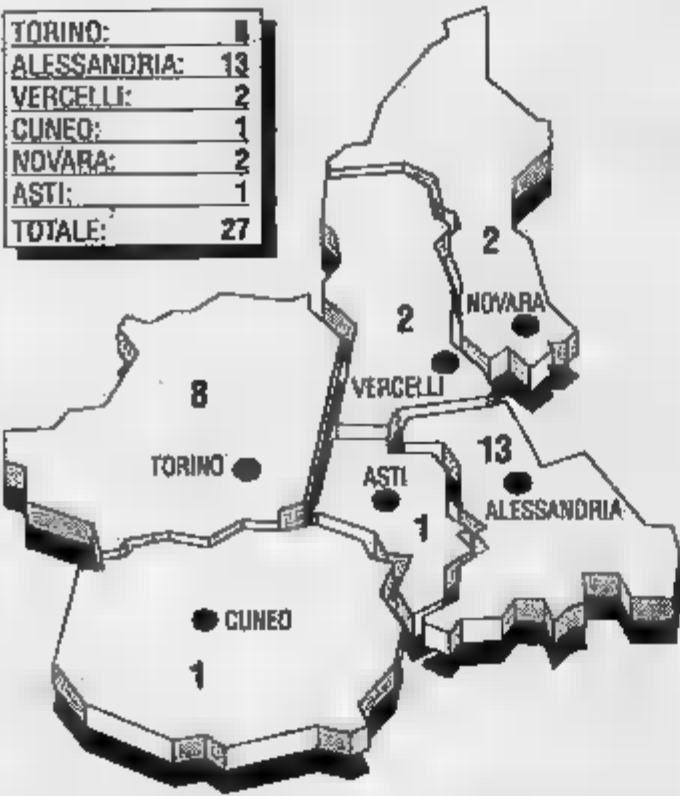 TORINO:
ALESSANDRIA: 13
VERCELLI: 2
CUNEO: 1
NOVARA: 2
ASTI: 1
TOTALE: 27
2
NOVARA
2
VERCELLI
8
TORINO
13
ASTI
ALESSANDRIA
1
CUNEO
1